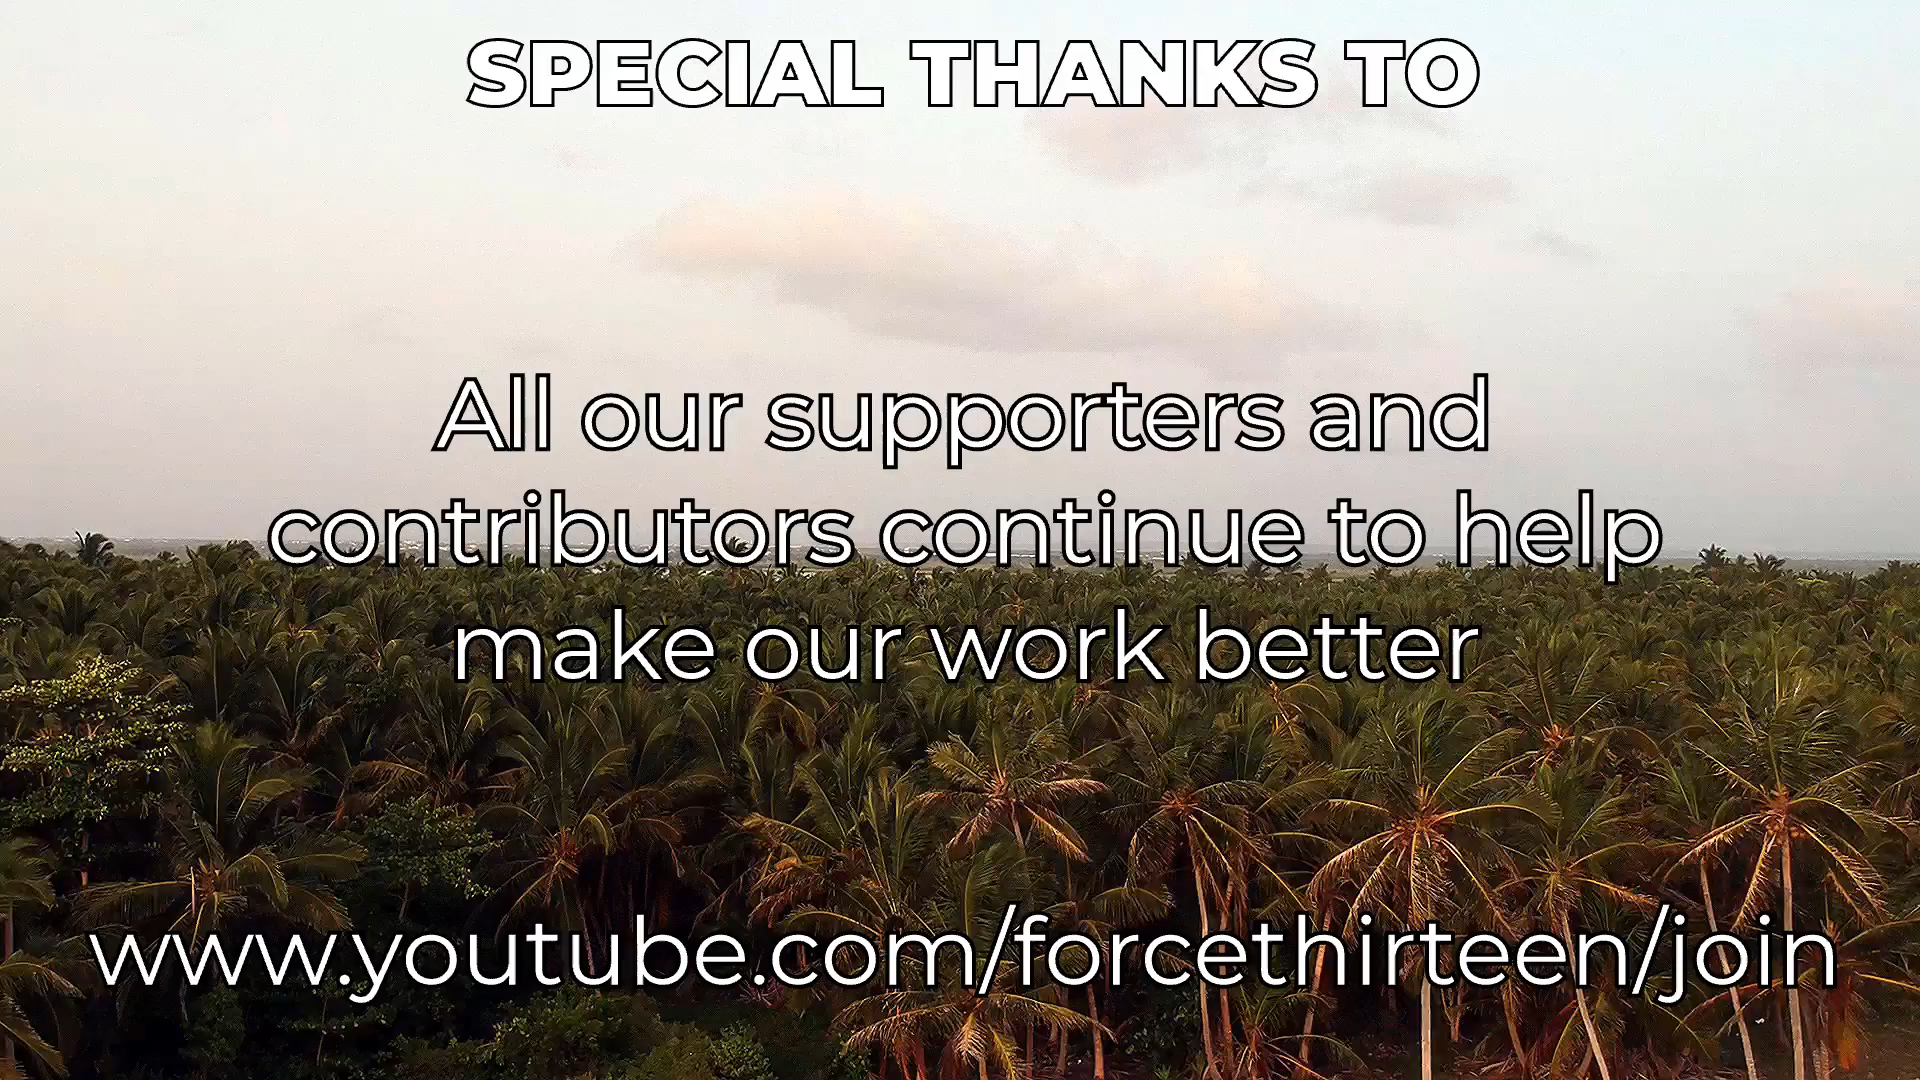 SPECIAL THANKS TO
All our supporters and
contributors continue to help
make our work better
www.youtube.com/forcethirteen/join